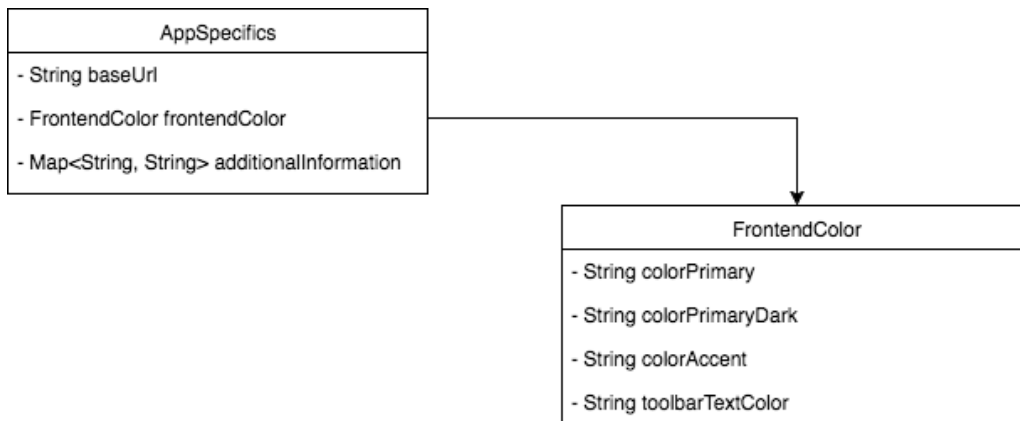 AppSpecifics
- String baseUrl
- FrontendColor frontendColor
- Map<String, String> additionalInformation
FrontendColor
- String colorPrimary
- String colorPrimaryDark
- String colorAccent
- String toolbarTextColor